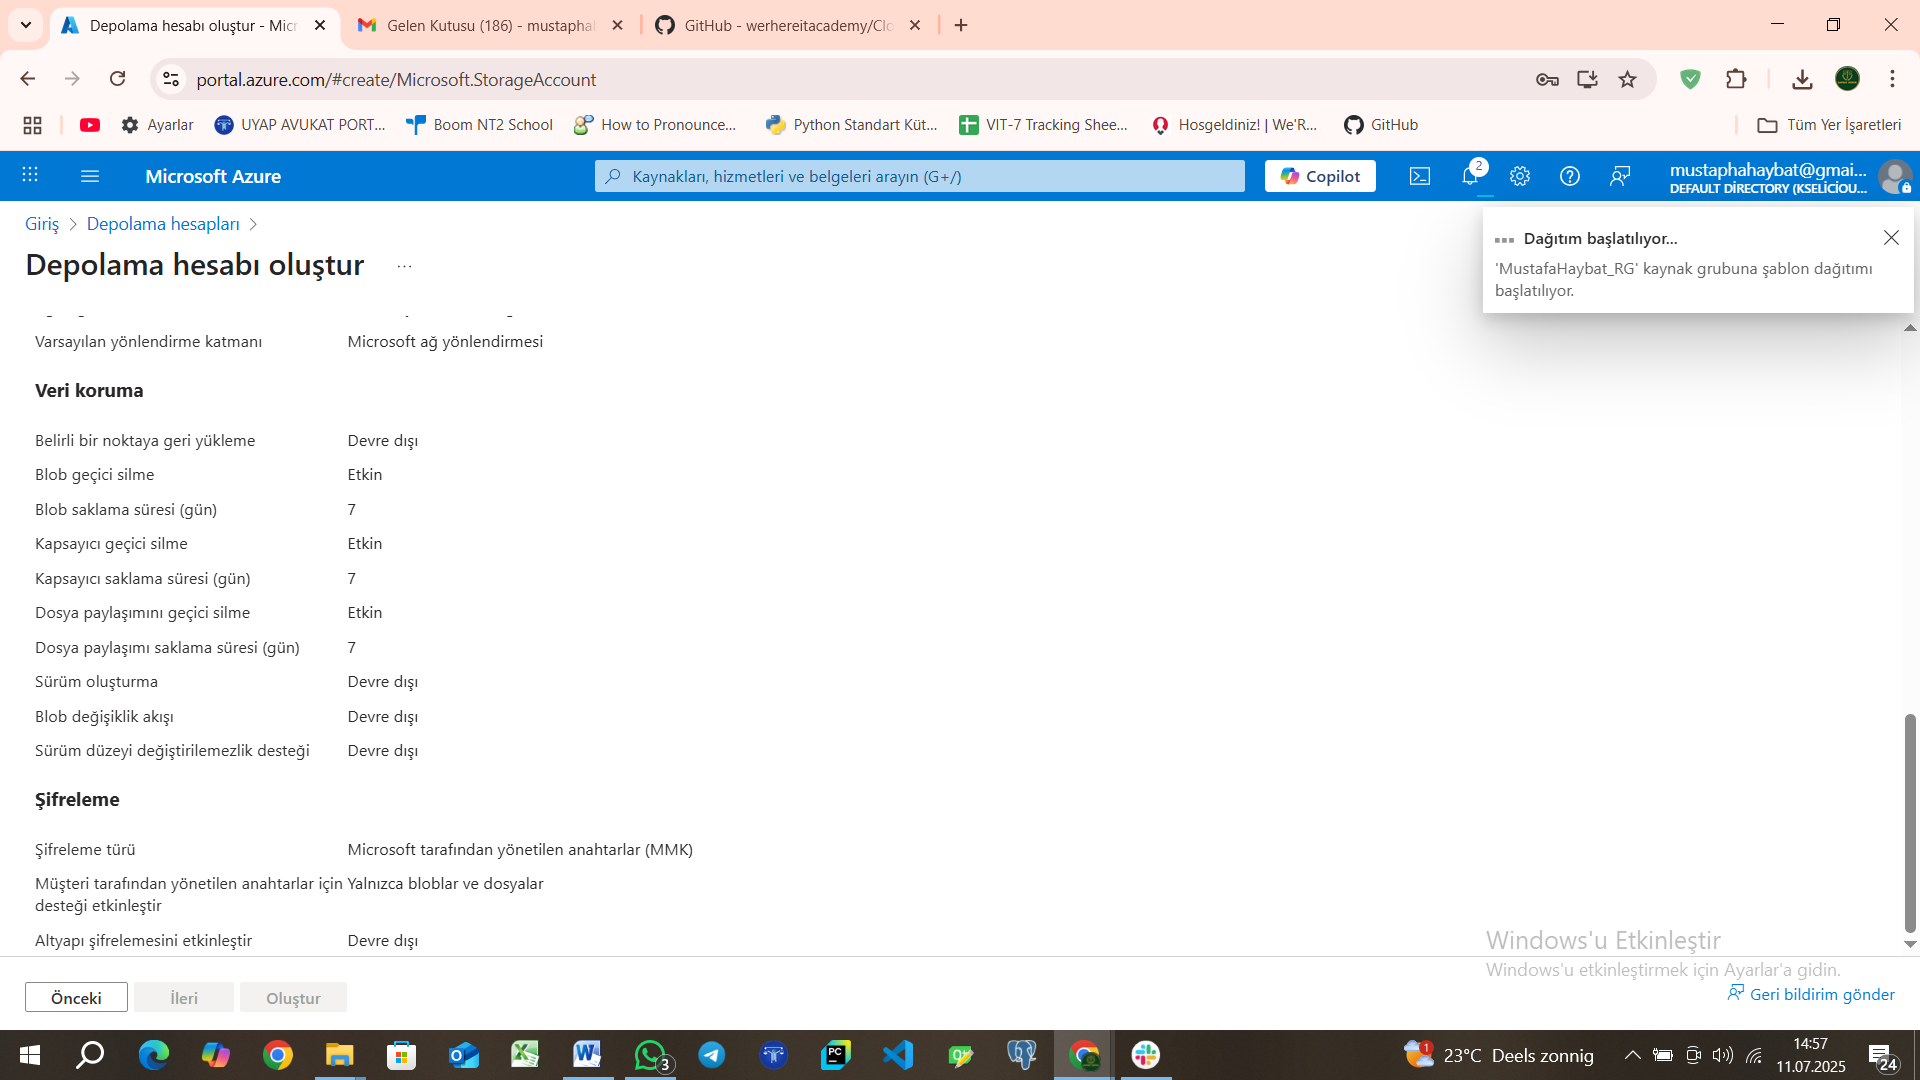 Depolama hesabı oluştur - Micr
Gelen Kutusu (186) - mustaphah
GitHub - werhereitacademy/Clo
portal.azure.com/#create/Microsoft.StorageAccount
Ayarlar
UYAP AVUKAT PORT...
Boom NT2 School
How to Pronounce...
Python Standart Küt...
VIT-7 Tracking Shee...
Hosgeldiniz! | We'R...
GitHub
Tüm Yer İşaretleri
Microsoft Azure
Kaynakları, hizmetleri ve belgeleri arayın (G+/)
Copilot
2
mustaphahaybat@gmai...
DEFAULT DİRECTORY (KSELİCİOU...
Giriş
Depolama hesapları
Depolama hesabı oluştur
...
Dağıtım başlatılıyor...
'MustafaHaybat_RG' kaynak grubuna şablon dağıtımı
başlatılıyor.
Varsayılan yönlendirme katmanı Microsoft ağ yönlendirmesi
Veri koruma
Belirli bir noktaya geri yükleme Devre dışı
Blob geçici silme Etkin
Blob saklama süresi (gün) 7
Kapsayıcı geçici silme Etkin
Kapsayıcı saklama süresi (gün) 7
Dosya paylaşımını geçici silme Etkin
Dosya paylaşımı saklama süresi (gün) 7
Sürüm oluşturma Devre dışı
Blob değişiklik akışı Devre dışı
Sürüm düzeyi değiştirilemezlik desteği Devre dışı
Şifreleme
Şifreleme türü Microsoft tarafından yönetilen anahtarlar (MMK)
Müşteri tarafından yönetilen anahtarlar için Yalnızca bloblar ve dosyalar
desteği etkinleştir
Altyapı şifrelemesini etkinleştir Devre dışı
Windows'u Etkinleştir
Windows'u etkinleştirmek için Ayarlar'a gidin.
Önceki
İleri
Oluştur
Geri bildirim gönder
3
1
23°C Deels zonnig
14:57
11.07.2025
24